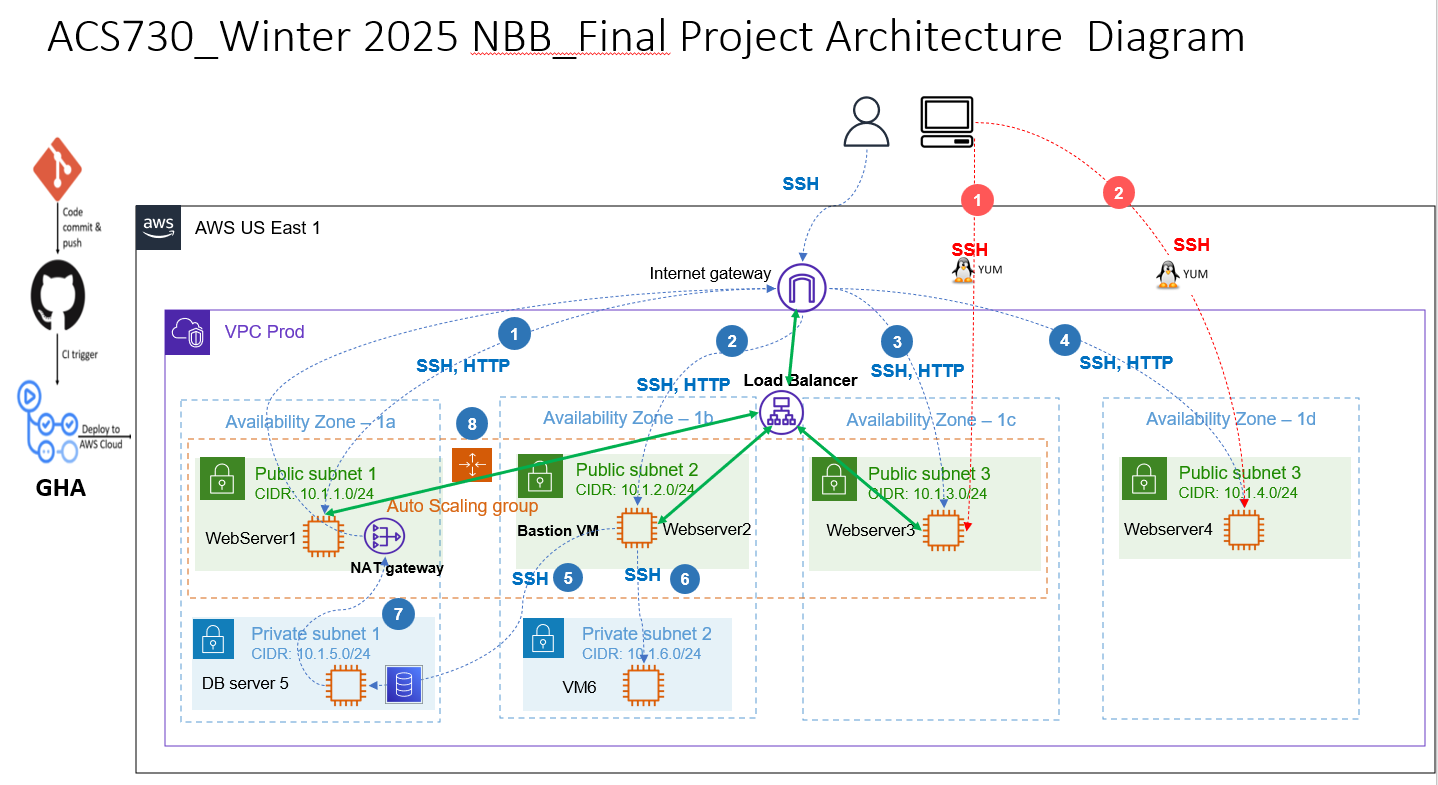 ACS730_Winter 2025 NBB_Final Project Architecture Diagram
SSH
1
2
Code
commit &
push
aws
AWS US East 1
SSH
YUM
SSH
YUM
Internet gateway
VPC Prod
1
2
3
4
CI trigger
SSH, HTTP
SSH, HTTP
Load Balancer
SSH, HTTP
SSH, HTTP
Deploy to
AWS Cloud
GHA
Availability Zone – 1a
8
Availability Zone – 1b
Availability Zone – 1c
Availability Zone – 1d
Public subnet 1
CIDR: 10.1.1.0/24
Public subnet 2
CIDR: 10.1.2.0/24
Public subnet 3
CIDR: 10.1.3.0/24
Public subnet 3
CIDR: 10.1.4.0/24
Auto Scaling group
WebServer1
NAT gateway
Bastion VM
Webserver2
Webserver3
Webserver4
SSH
5
SSH
6
7
Private subnet 1
CIDR: 10.1.5.0/24
DB server 5
Private subnet 2
CIDR: 10.1.6.0/24
VM6